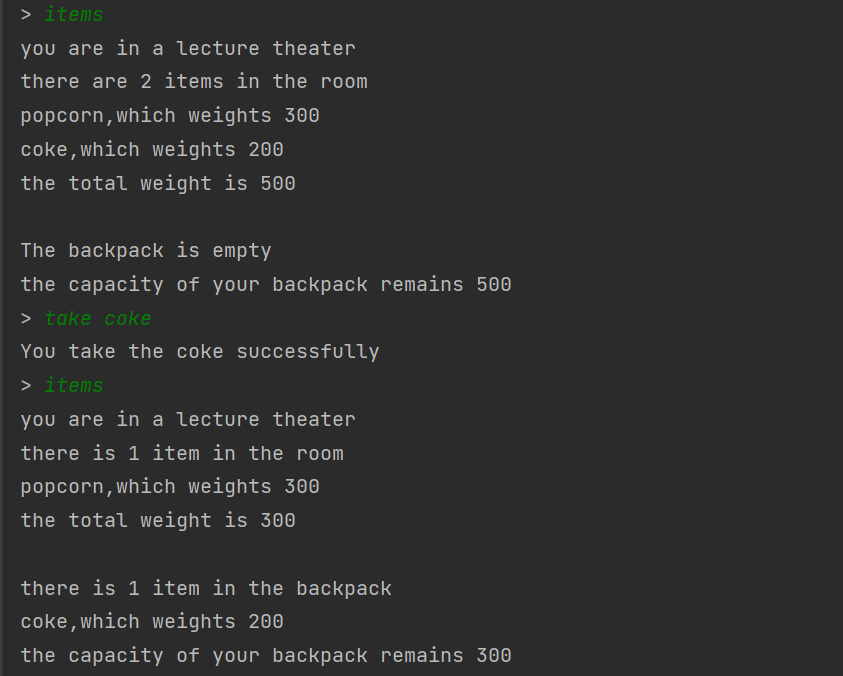 > items
you are in a lecture theater
there are 2 items in the room
popcorn,which weights 300
coke,which weights 200
the total weight is 500
The backpack is empty
the capacity of your backpack remains 500
> take coke
You take the coke successfully
> items
you are in a lecture theater
there is 1 item in the room
popcorn,which weights 300
the total weight is 300
there is 1 item in the backpack
coke,which weights 200
the capacity of your backpack remains 300